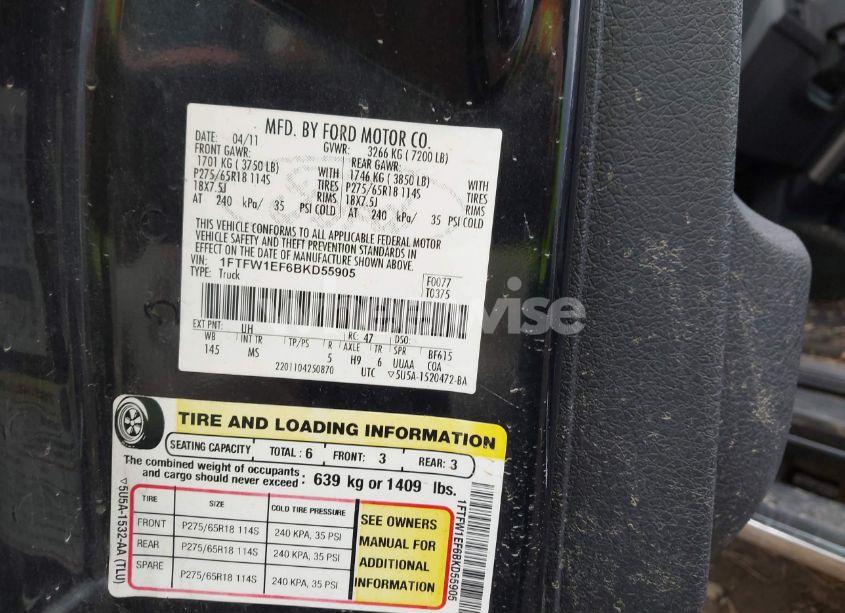 MFD. BY FORD MOTOR CO.
DATE: 04/11 GVWR: 3266 KG ( 7200 LB)
FRONT GAWR: REAR GAWR:
1701 KG ( 3750 LB) WITH 1746 KG ( 3850 LB) WITH
P275/65R18 114S TIRES P275/65R18 114S TIRES
18X7.5J RIMS 18X7.5J RIMS
AT 240 kPa/ 35 PSI COLD AT 240 kPa/ 35 PSI COLD
THIS VEHICLE CONFORMS TO ALL APPLICABLE FEDERAL MOTOR
VEHICLE SAFETY AND THEFT PREVENTION STANDARDS IN
EFFECT ON THE DATE OF MANUFACTURE SHOWN ABOVE.
VIN: 1FTFW1EF6BKD55905
TYPE: Truck
F0077
T0375
EXT PNT: UH RC: 47 DSO:
WB INT TR TP/PS R AXLE TR SPR BF615
145 MS 5 H9 6 UUAA COA
2201104250870 UTC ▽5U5A-1520472-BA
TIRE AND LOADING INFORMATION
SEATING CAPACITY TOTAL : 6 FRONT: 3 REAR: 3
The combined weight of occupants
and cargo should never exceed : 639 kg or 1409 lbs.
TIRE SIZE COLD TIRE PRESSURE
FRONT P275/65R18 114S 240 KPA, 35 PSI
REAR P275/65R18 114S 240 KPA, 35 PSI
SPARE P275/65R18 114S 240 KPA, 35 PSI
SEE OWNERS
MANUAL FOR
ADDITIONAL
INFORMATION
▽5U5A-1532-AA (TLU)
1FTFW1EF6BKD55905